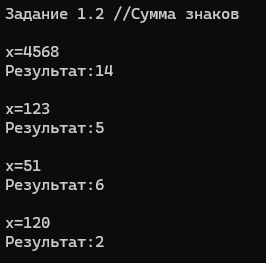 Задание 1.2 //Сумма знаков
x=4568
Результат:14
x=123
Результат:5
x=51
Результат:6
x=120
Результат:2